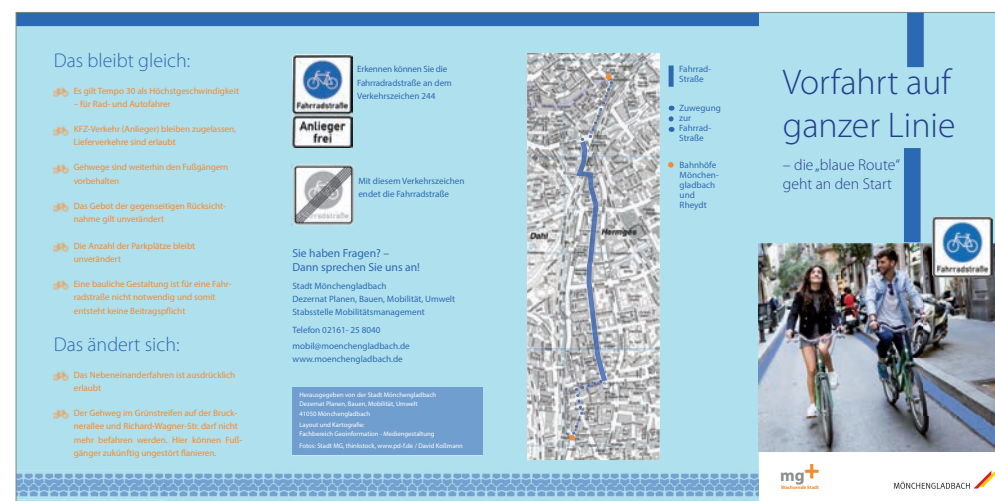 Das bleibt gleich:
Es gilt Tempo 30 als Höchstgeschwindigkeit
– für Rad- und Autofahrer
KFZ-Verkehr (Anlieger) bleiben zugelassen,
Lieferverkehre sind erlaubt
Gehwege sind weiterhin den Fußgängern
vorbehalten
Das Gebot der gegenseitigen Rücksicht-
nahme gilt unverändert
Die Anzahl der Parkplätze bleibt
unverändert
Eine bauliche Gestaltung ist für eine Fahr-
radstraße nicht notwendig und somit
entsteht keine Beitragspflicht
Das ändert sich:
Das Nebeneinanderfahren ist ausdrücklich
erlaubt
Der Gehweg im Grünstreifen auf der Bruck-
nerallee und Richard-Wagner-Str. darf nicht
mehr befahren werden. Hier können Fuß-
gänger zukünftig ungestört flanieren.
Fahrradstraße
Anlieger
frei
Erkennen können Sie die
Fahrradradstraße an dem
Verkehrszeichen 244
Mit diesem Verkehrszeichen
endet die Fahrradstraße
Sie haben Fragen? –
Dann sprechen Sie uns an!
Stadt Mönchengladbach
Dezernat Planen, Bauen, Mobilität, Umwelt
Stabsstelle Mobilitätsmanagement
Telefon 02161- 25 8040
mobil@moenchengladbach.de
www.moenchengladbach.de
Herausgegeben von der Stadt Mönchengladbach
Dezernat Planen, Bauen, Mobilität, Umwelt
41050 Mönchengladbach
Layout und Kartografie:
Fachbereich Geoinformation - Mediengestaltung
Fotos: Stadt MG, thinkstock, www.pd-f.de / David Koßmann
Dahl
Hermges
Fahrrad-
Straße
Zuwegung
zur
Fahrrad-
Straße
Bahnhöfe
Mönchen-
gladbach
und
Rheydt
Vorfahrt auf
ganzer Linie
– die „blaue Route“
geht an den Start
Fahrradstraße
mg+
Wachsende Stadt
MÖNCHENGLADBACH